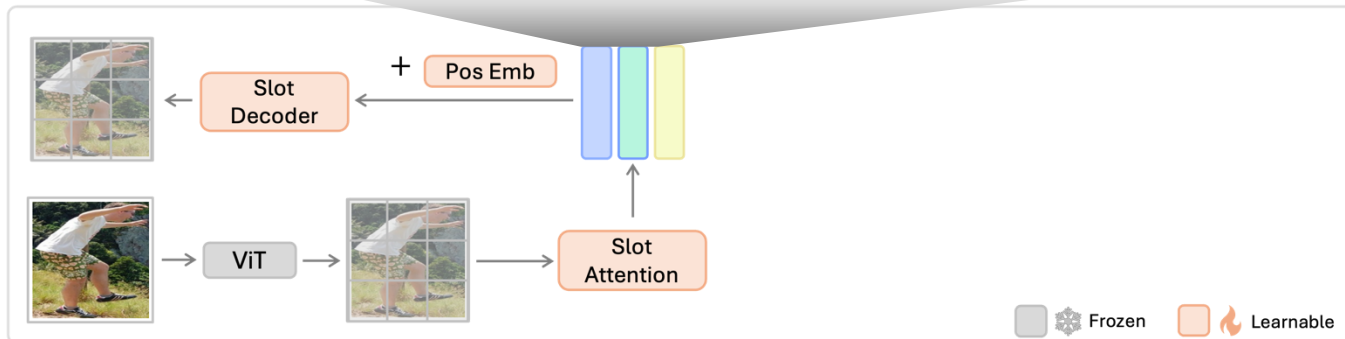 + Pos Emb
Slot
Decoder
ViT
Slot
Attention
Frozen
Learnable